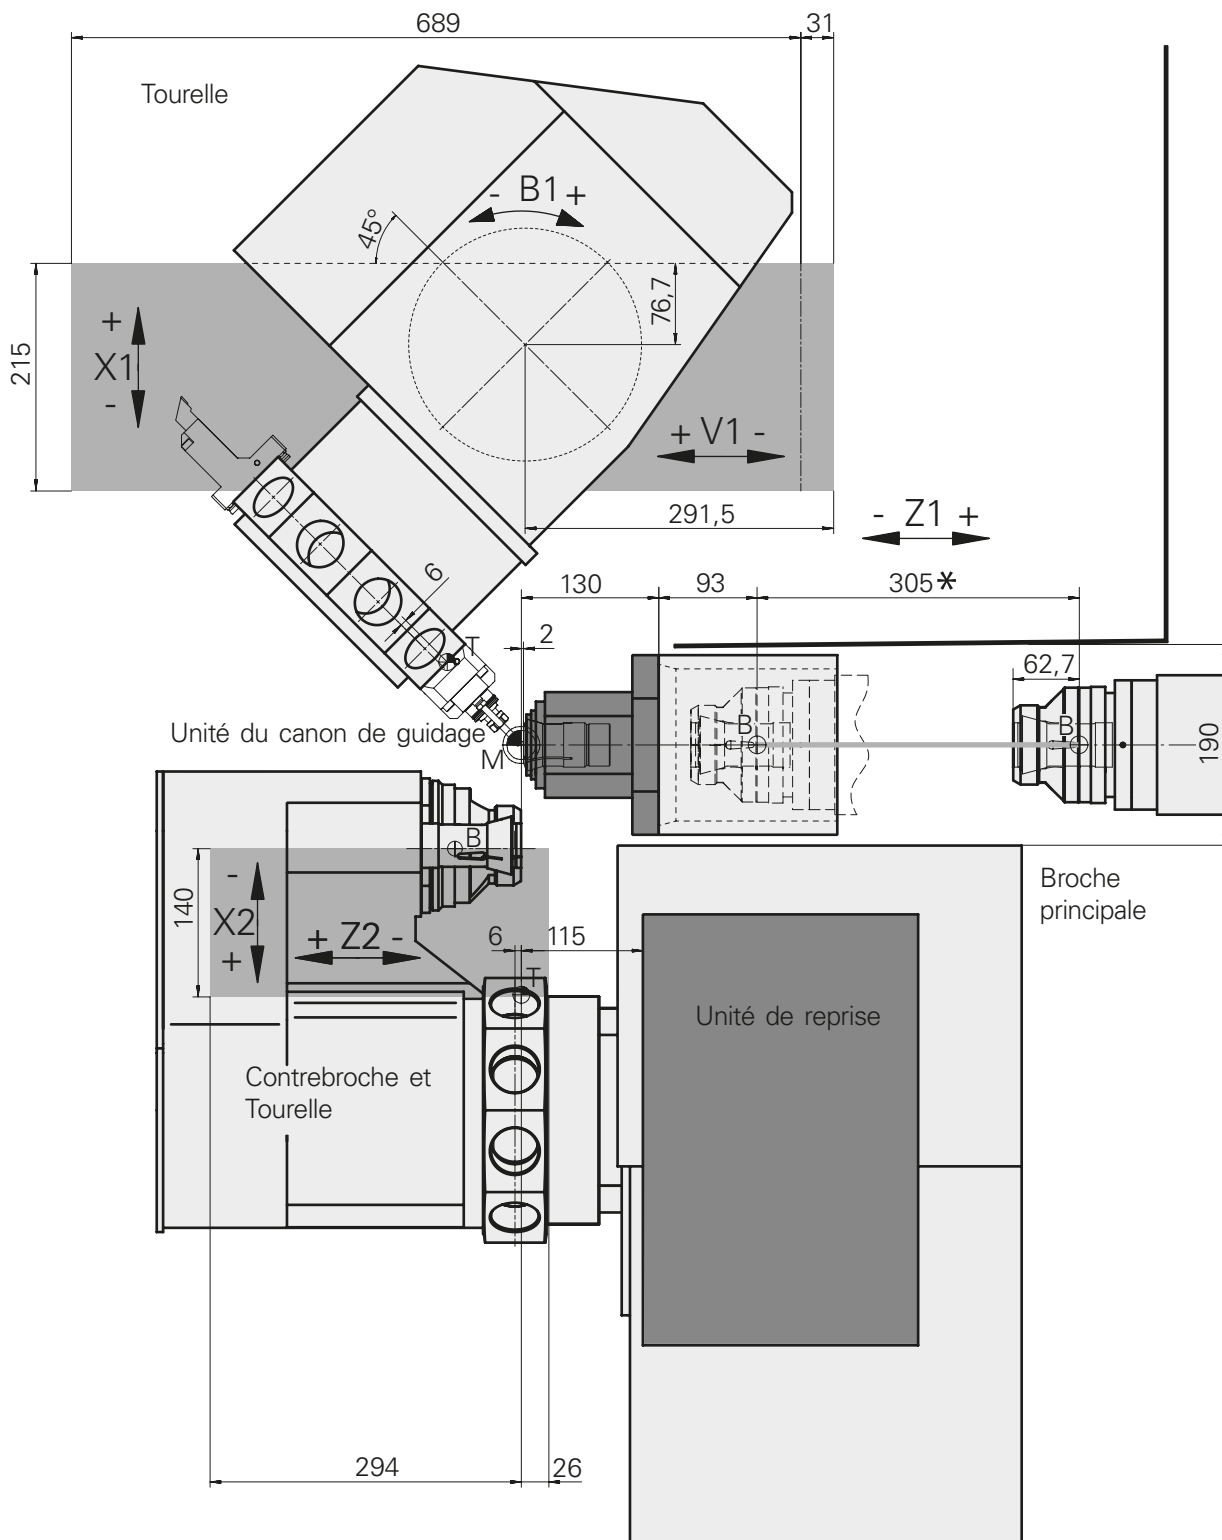 689
31
Tourelle
- B1 +
45°
76,7
215
+
X1
-
+ V1 -
291,5
- Z1 +
6
130
93
305*
T
2
62,7
Unité du canon de guidage
M
B
B
190
B
140
-
X2
+
+ Z2 -
6
115
T
Broche
principale
Unité de reprise
Contrebroche et
Tourelle
294
26